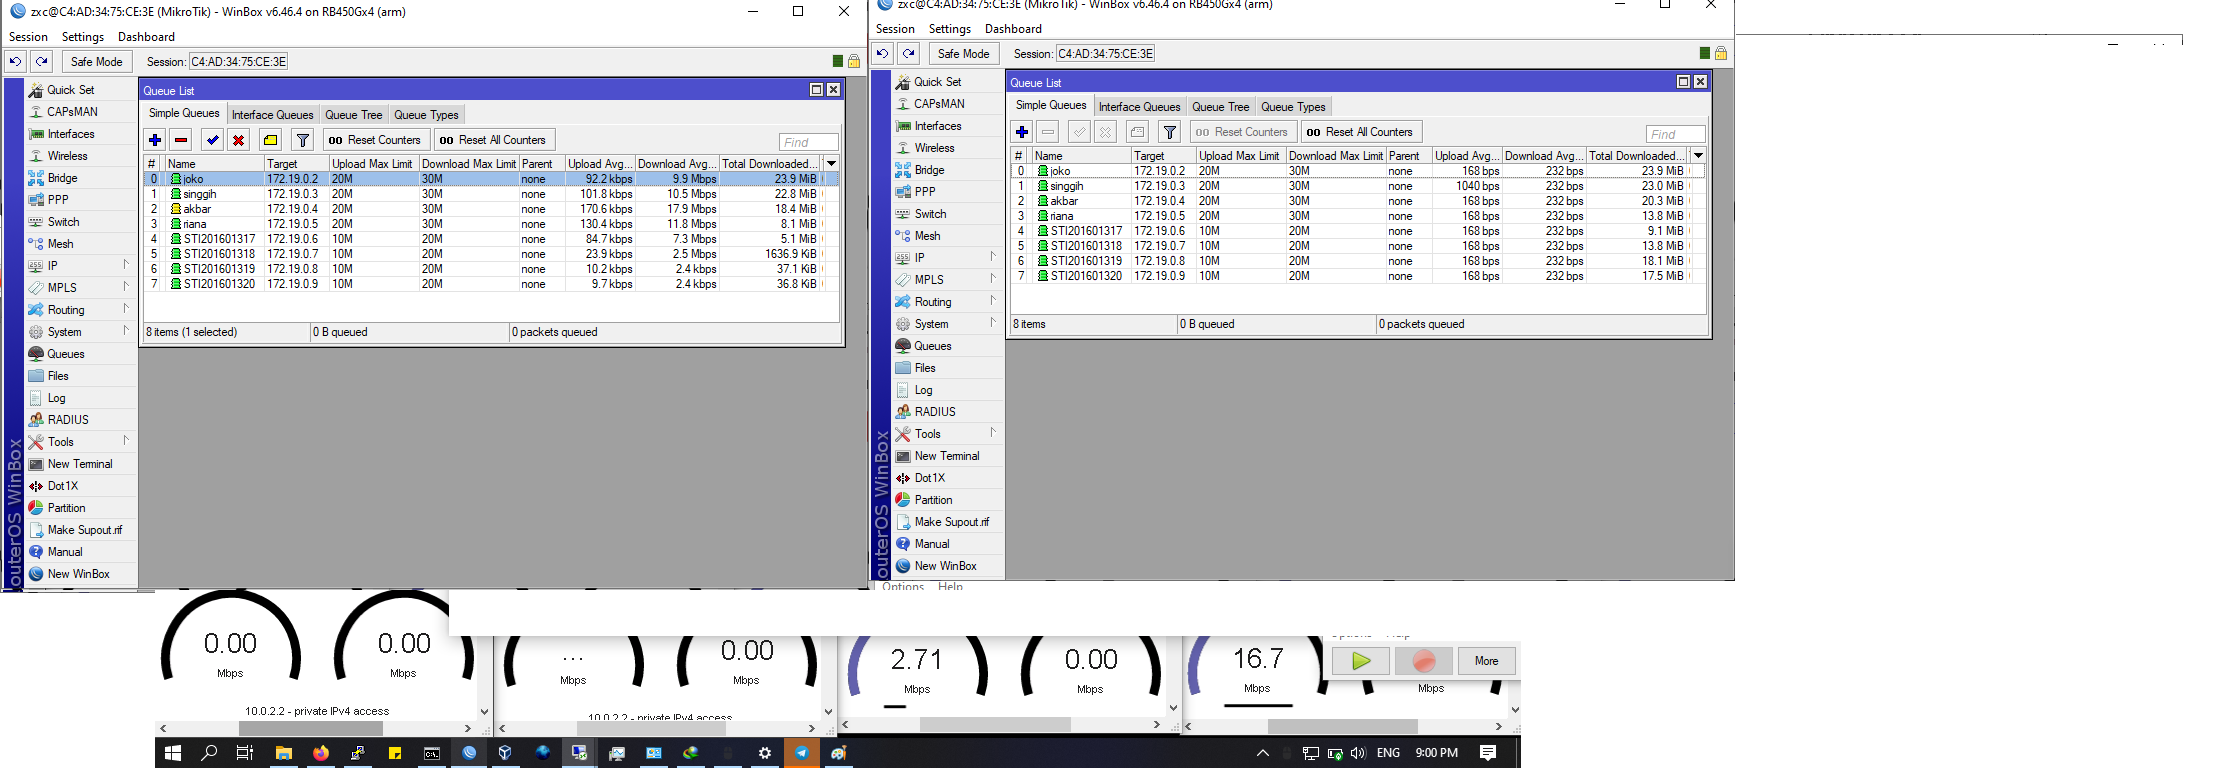 zxc@C4:AD:34:75:CE:3E (MikroTik) - WinBox v6.46.4 on RB450Gx4 (arm)
Session Settings Dashboard
Safe Mode Session: C4:AD:34:75:CE:3E
Quick Set
CAPsMAN
Interfaces
Wireless
Bridge
PPP
Switch
Mesh
IP
MPLS
Routing
System
Queues
Files
Log
RADIUS
Tools
New Terminal
Dot1X
Partition
Make Supout.rif
Manual
New WinBox
outerOS WinBox
Queue List
Simple Queues Interface Queues Queue Tree Queue Types
00 Reset Counters 00 Reset All Counters Find
# Name Target Upload Max Limit Download Max Limit Parent Upload Avg... Download Avg... Total Downloaded...
0 joko 172.19.0.2 20M 30M none 92.2 kbps 9.9 Mbps 23.9 MiB
1 singgih 172.19.0.3 20M 30M none 101.8 kbps 10.5 Mbps 22.8 MiB
2 akbar 172.19.0.4 20M 30M none 170.6 kbps 17.9 Mbps 18.4 MiB
3 riana 172.19.0.5 20M 30M none 130.4 kbps 11.8 Mbps 8.1 MiB
4 STI201601317 172.19.0.6 10M 20M none 84.7 kbps 7.3 Mbps 5.1 MiB
5 STI201601318 172.19.0.7 10M 20M none 23.9 kbps 2.5 Mbps 1636.9 KiB
6 STI201601319 172.19.0.8 10M 20M none 10.2 kbps 2.4 kbps 37.1 KiB
7 STI201601320 172.19.0.9 10M 20M none 9.7 kbps 2.4 kbps 36.8 KiB
8 items (1 selected) 0 B queued 0 packets queued
zxc@C4:AD:34:75:CE:3E (MikroTik) - WinBox v6.46.4 on RB450Gx4 (arm)
Session Settings Dashboard
Safe Mode Session: C4:AD:34:75:CE:3E
Quick Set
CAPsMAN
Interfaces
Wireless
Bridge
PPP
Switch
Mesh
IP
MPLS
Routing
System
Queues
Files
Log
RADIUS
Tools
New Terminal
Dot1X
Partition
Make Supout.rif
Manual
New WinBox
outerOS WinBox
Queue List
Simple Queues Interface Queues Queue Tree Queue Types
00 Reset Counters 00 Reset All Counters Find
# Name Target Upload Max Limit Download Max Limit Parent Upload Avg... Download Avg... Total Downloaded...
0 joko 172.19.0.2 20M 30M none 168 bps 232 bps 23.9 MiB
1 singgih 172.19.0.3 20M 30M none 1040 bps 232 bps 23.0 MiB
2 akbar 172.19.0.4 20M 30M none 168 bps 232 bps 20.3 MiB
3 riana 172.19.0.5 20M 30M none 168 bps 232 bps 13.8 MiB
4 STI201601317 172.19.0.6 10M 20M none 168 bps 232 bps 9.1 MiB
5 STI201601318 172.19.0.7 10M 20M none 168 bps 232 bps 13.8 MiB
6 STI201601319 172.19.0.8 10M 20M none 168 bps 232 bps 18.1 MiB
7 STI201601320 172.19.0.9 10M 20M none 168 bps 232 bps 17.5 MiB
8 items 0 B queued 0 packets queued
Options Help
0.00 0.00 ... 0.00 2.71 0.00 16.7
Mbps Mbps Mbps Mbps Mbps Mbps Mbps Mbps
Options Help
More
10.0.2.2 - private IPv4 access
10.0.2.2 - private IPv4 access
ENG 9:00 PM